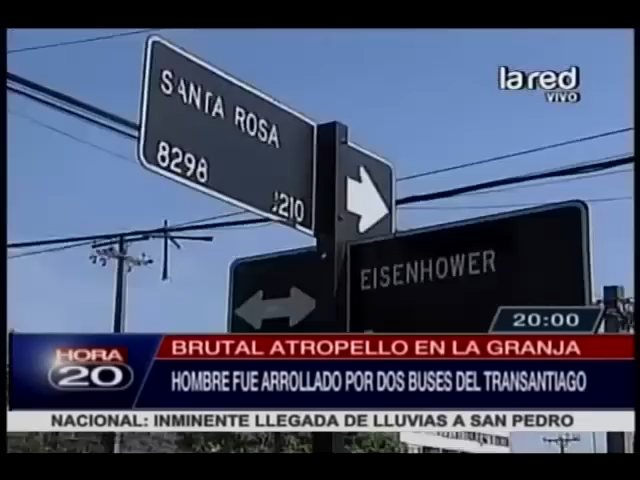 la red
VIVO
SANTA ROSA
8298
EISENHOWER
20:00
HORA
20
BRUTAL ATROPELLO EN LA GRANJA
HOMBRE FUE ARROLLADO POR DOS BUSES DEL TRANSANTIAGO
NACIONAL: INMINENTE LLEGADA DE LLUVIAS A SAN PEDRO